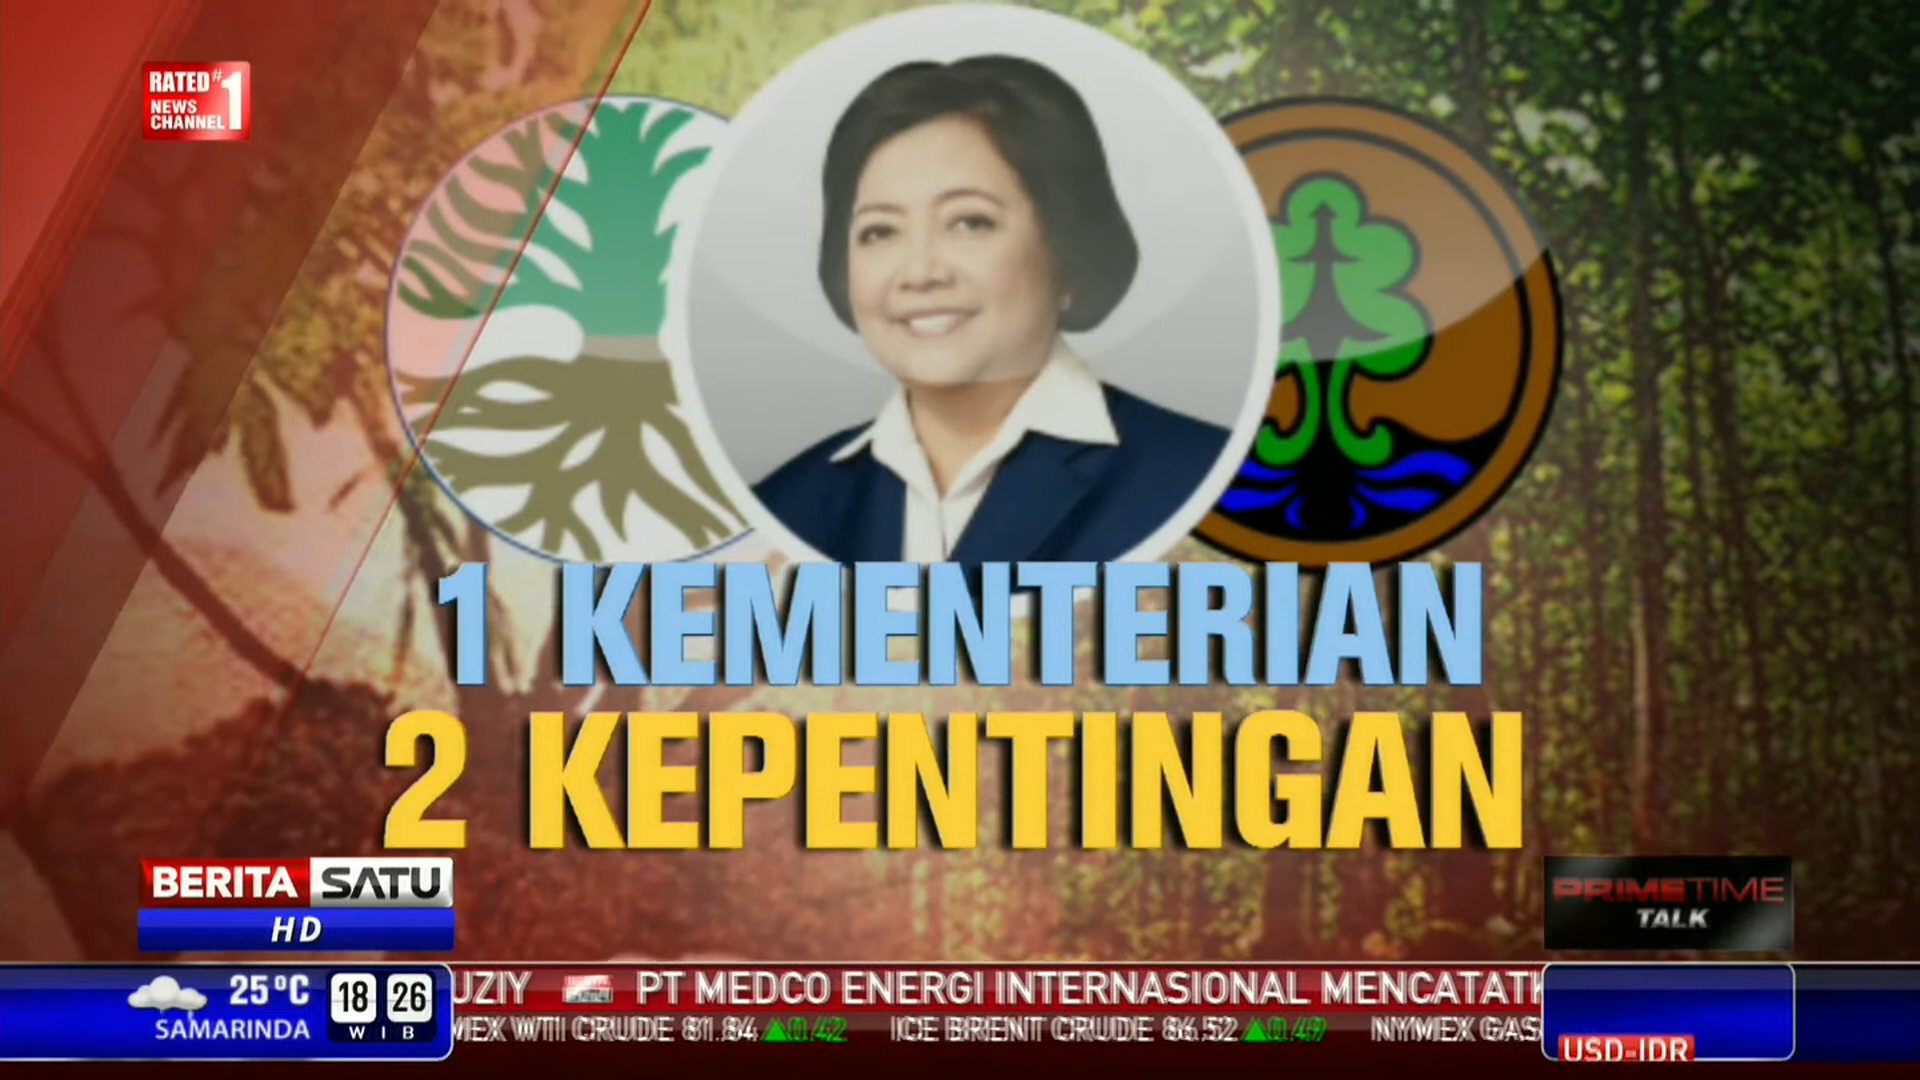 RATED #1
NEWS
CHANNEL
1 KEMENTERIAN
2 KEPENTINGAN
BERITA SATU
HD
PRIMETIME
TALK
25°C
SAMARINDA
18 26
WIB
UZIY PT MEDCO ENERGI INTERNASIONAL MENCATATK
MEX WTI CRUDE 81.84 0.42 ICE BRENT CRUDE 86.52 0.49 NYMEX GAS
USD-IDR